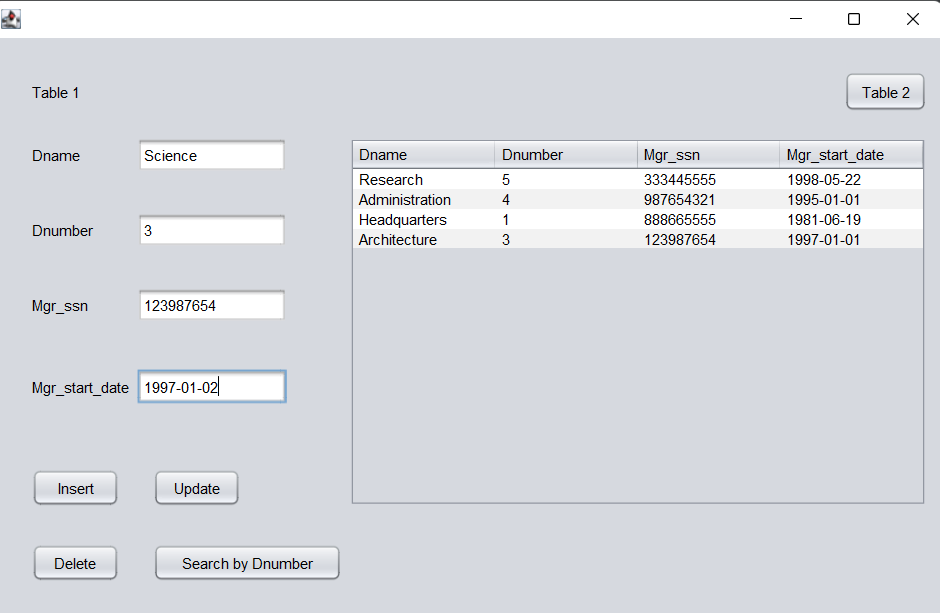 Table 1
Table 2
Dname Science
Dnumber 3
Mgr_ssn 123987654
Mgr_start_date 1997-01-02
Insert Update
Delete Search by Dnumber
Dname Dnumber Mgr_ssn Mgr_start_date
Research 5 333445555 1998-05-22
Administration 4 987654321 1995-01-01
Headquarters 1 888665555 1981-06-19
Architecture 3 123987654 1997-01-01